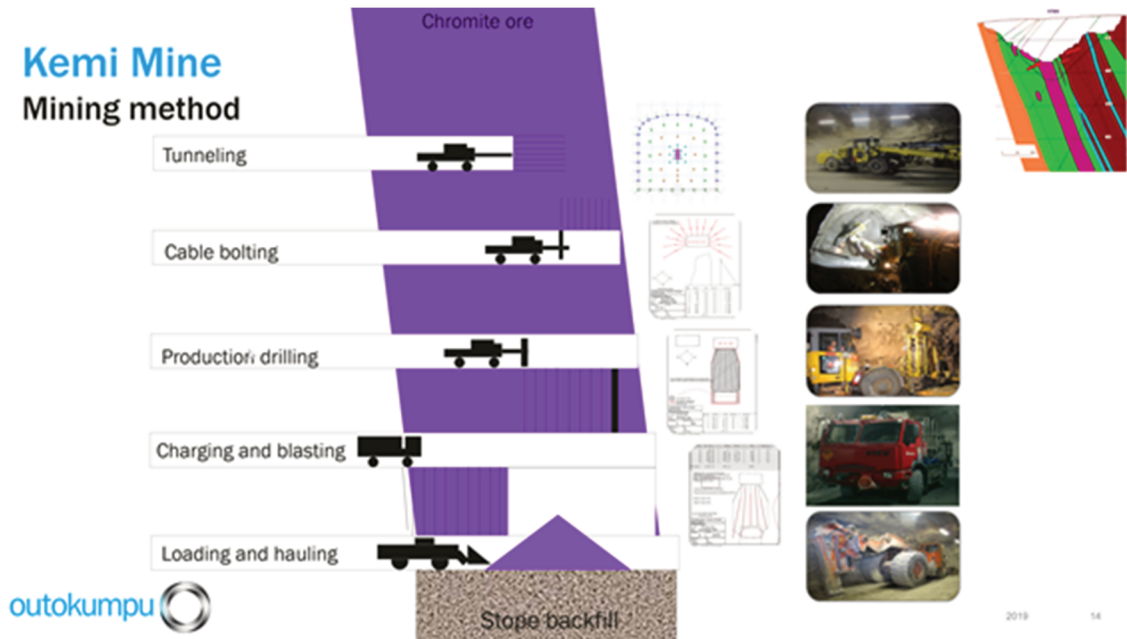 Chromite ore
Kemi Mine
Mining method
Tunneling
Cable bolting
Production drilling
Charging and blasting
Loading and hauling
Stope backfill
outokumpu
2019
14